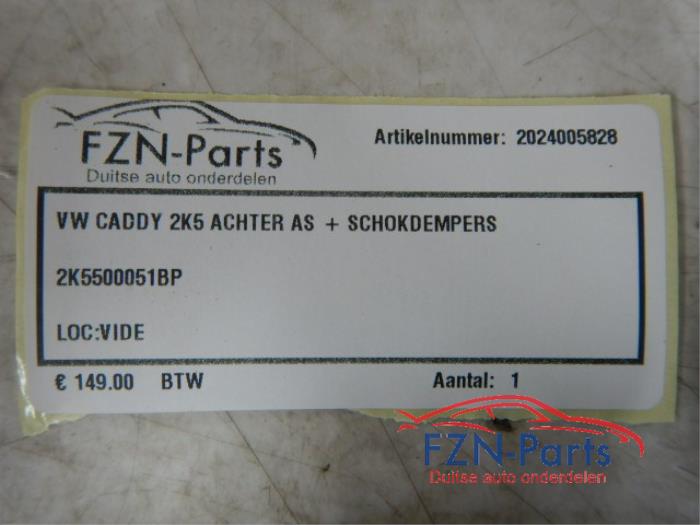 FZN-Parts
Duitse auto onderdelen
Artikelnummer: 2024005828
VW CADDY 2K5 ACHTER AS + SCHOKDEMPERS
2K5500051BP
LOC:VIDE
€ 149.00 BTW
Aantal: 1
FZN-Parts
Duitse auto onderdelen